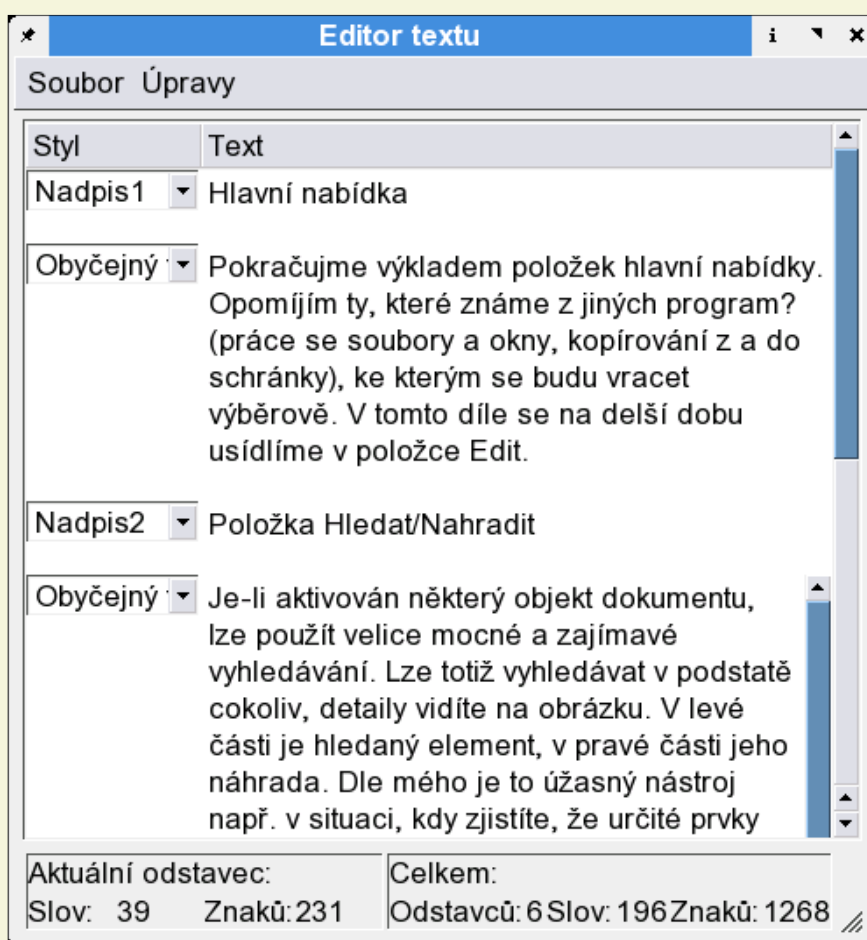 Editor textu
Soubor Úpravy
Styl Text
Nadpis1 Hlavní nabídka
Obyčejný Pokračujme výkladem položek hlavní nabídky.
Opomíjím ty, které známe z jiných program?
(práce se soubory a okny, kopírování z a do
schránky), ke kterým se budu vracet
výběrově. V tomto díle se na delší dobu
usídlíme v položce Edit.
Nadpis2 Položka Hledat/Nahradit
Obyčejný Je-li aktivován některý objekt dokumentu,
lze použít velice mocné a zajímavé
vyhledávání. Lze totiž vyhledávat v podstatě
cokoliv, detaily vidíte na obrázku. V levé
části je hledaný element, v pravé části jeho
náhrada. Dle mého je to úžasný nástroj
např. v situaci, kdy zjistíte, že určité prvky
Aktuální odstavec: Celkem:
Slov: 39 Znaků: 231 Odstavců: 6 Slov: 196 Znaků: 1268